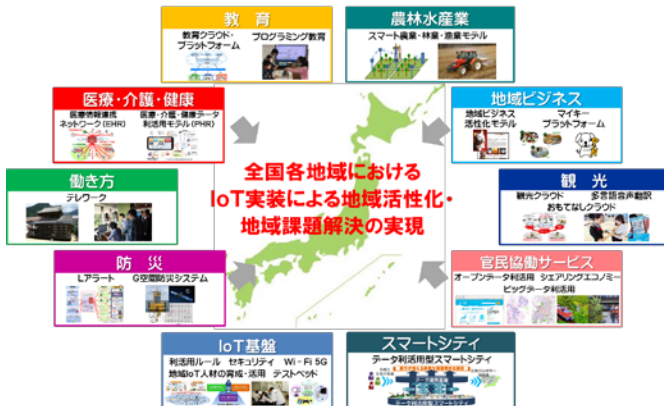 教 育
教育クラウド・
プラットフォーム
プログラミング教育
農林水産業
スマート農業・林業・漁業モデル
医療・介護・健康
医療情報連携
ネットワーク(EHR)
医療・介護・健康データ
利活用モデル(PHR)
地域ビジネス
地域ビジネス
活性化モデル
マイキー
プラットフォーム
全国各地域における
IoT実装による地域活性化・
地域課題解決の実現
働き方
テレワーク
観 光
観光クラウド
多言語音声翻訳
おもてなしクラウド
防 災
Lアラート
G空間防災システム
官民協働サービス
オープンデータ利活用 シェアリングエコノミー
ビッグデータ利活用
IoT基盤
利活用ルール セキュリティ Wi-Fi 5G
地域IoT人材の育成・活用 テストベッド
スマートシティ
データ利活用型スマートシティ
データ利活用型スマートシティ